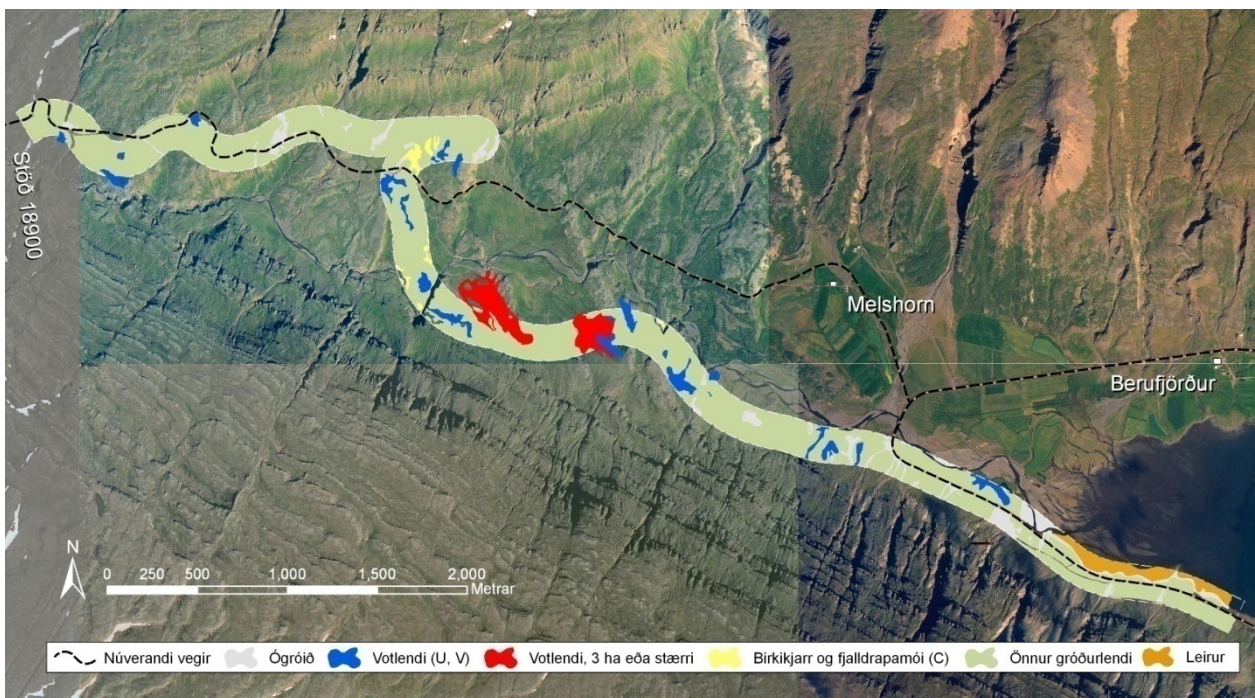 Stöð 18900
Melshorn
Berufjörður
N
0 250 500 1,000 1,500 2,000
Metrar
Núverandi vegir Ógróið Votlendi (U, V) Votlendi, 3 ha eða stærri Birkikjarr og fjalldrapamói (C) Önnur gróðurlendi Leirur